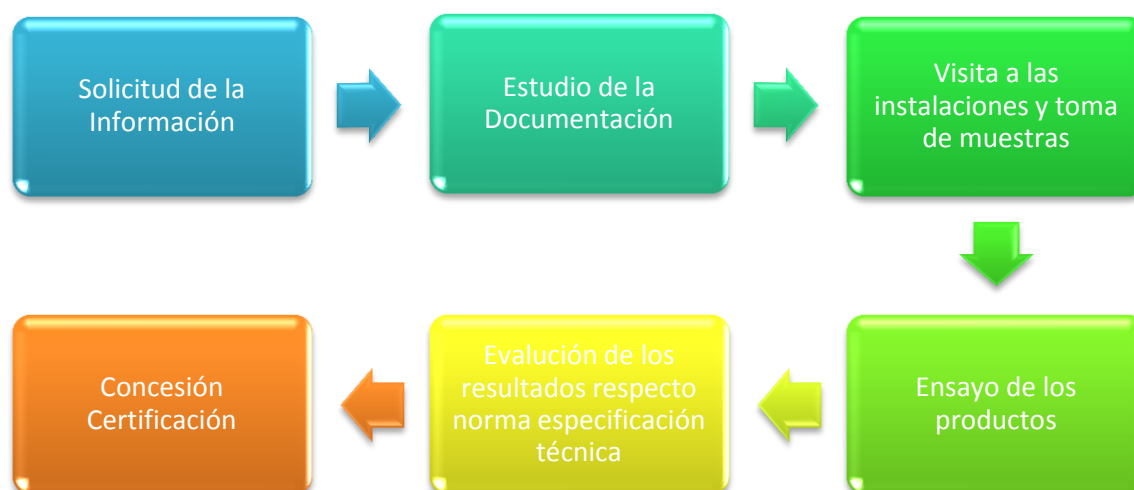 Solicitud de la
Información
Estudio de la
Documentación
Visita a las
instalaciones y toma
de muestras
Ensayo de los
productos
Evalución de los
resultados respecto
norma especificación
técnica
Concesión
Certificación